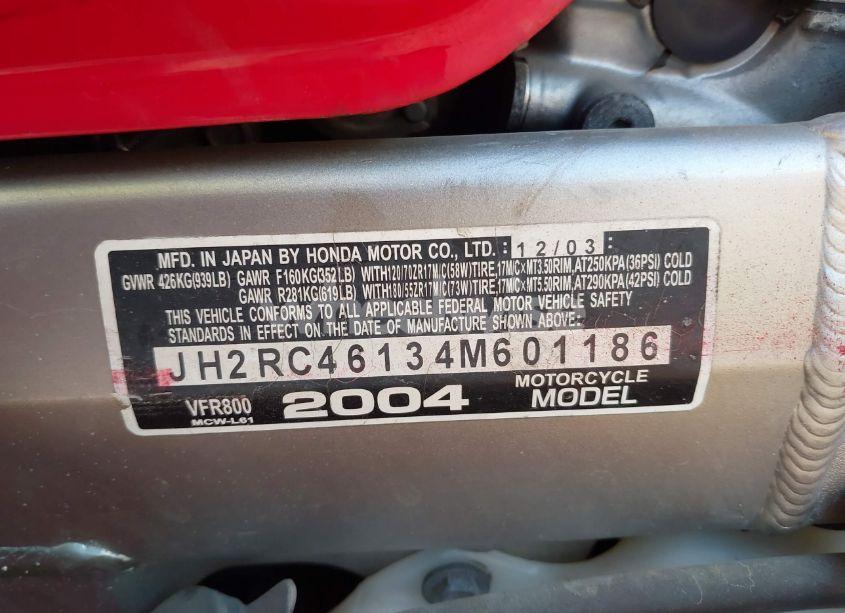 MFD. IN JAPAN BY HONDA MOTOR CO., LTD. : 12/03 :
GVWR 426KG(939LB) GAWR F160KG(352LB) WITH120/70ZR17M/C(58W)TIRE,17M/C×MT3.50RIM,AT250KPA(36PSI) COLD
GAWR R281KG(619LB) WITH180/55ZR17M/C(73W)TIRE,17M/C×MT5.50RIM,AT290KPA(42PSI) COLD
THIS VEHICLE CONFORMS TO ALL APPLICABLE FEDERAL MOTOR VEHICLE SAFETY
STANDARDS IN EFFECT ON THE DATE OF MANUFACTURE SHOWN ABOVE:
JH2RC46134M601186
VFR800 2004 MOTORCYCLE
MCW-L61 MODEL